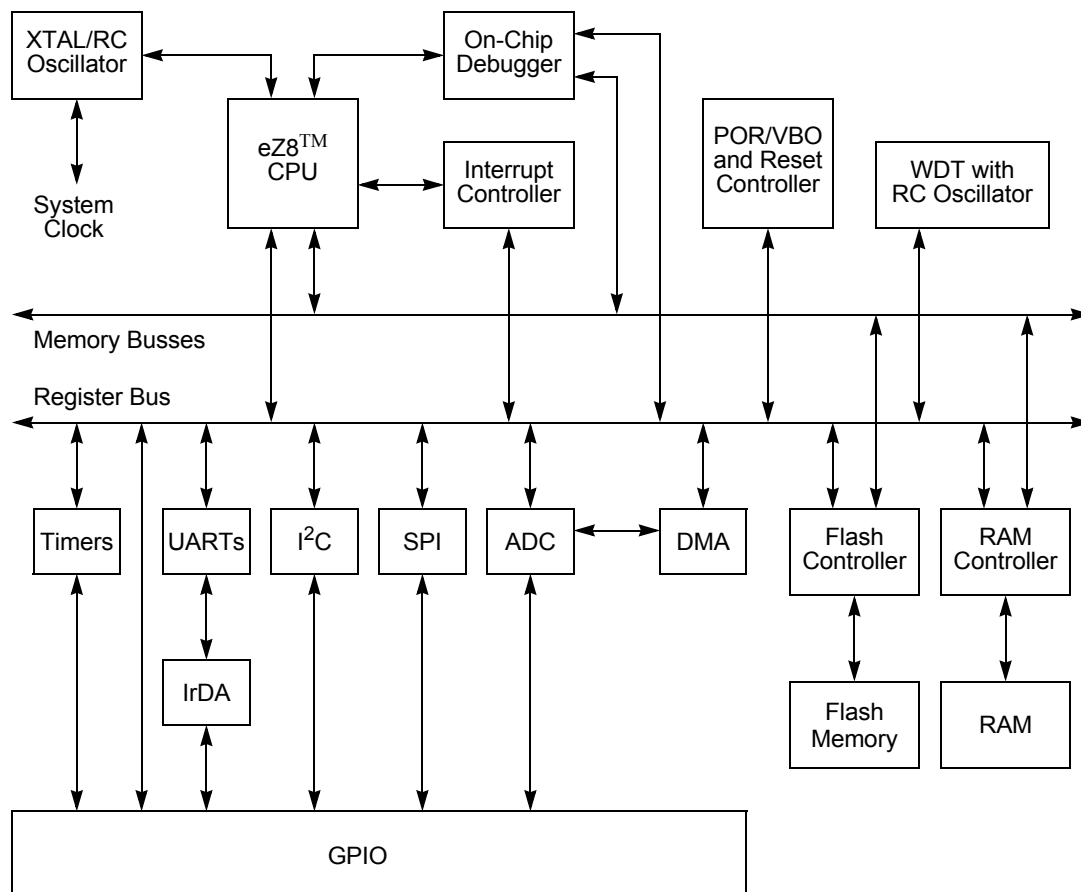 XTAL/RC
Oscillator
On-Chip
Debugger
eZ8™
CPU
Interrupt
Controller
POR/VBO
and Reset
Controller
WDT with
RC Oscillator
System
Clock
Memory Busses
Register Bus
Timers
UARTs
I²C
SPI
ADC
DMA
Flash
Controller
RAM
Controller
IrDA
Flash
Memory
RAM
GPIO